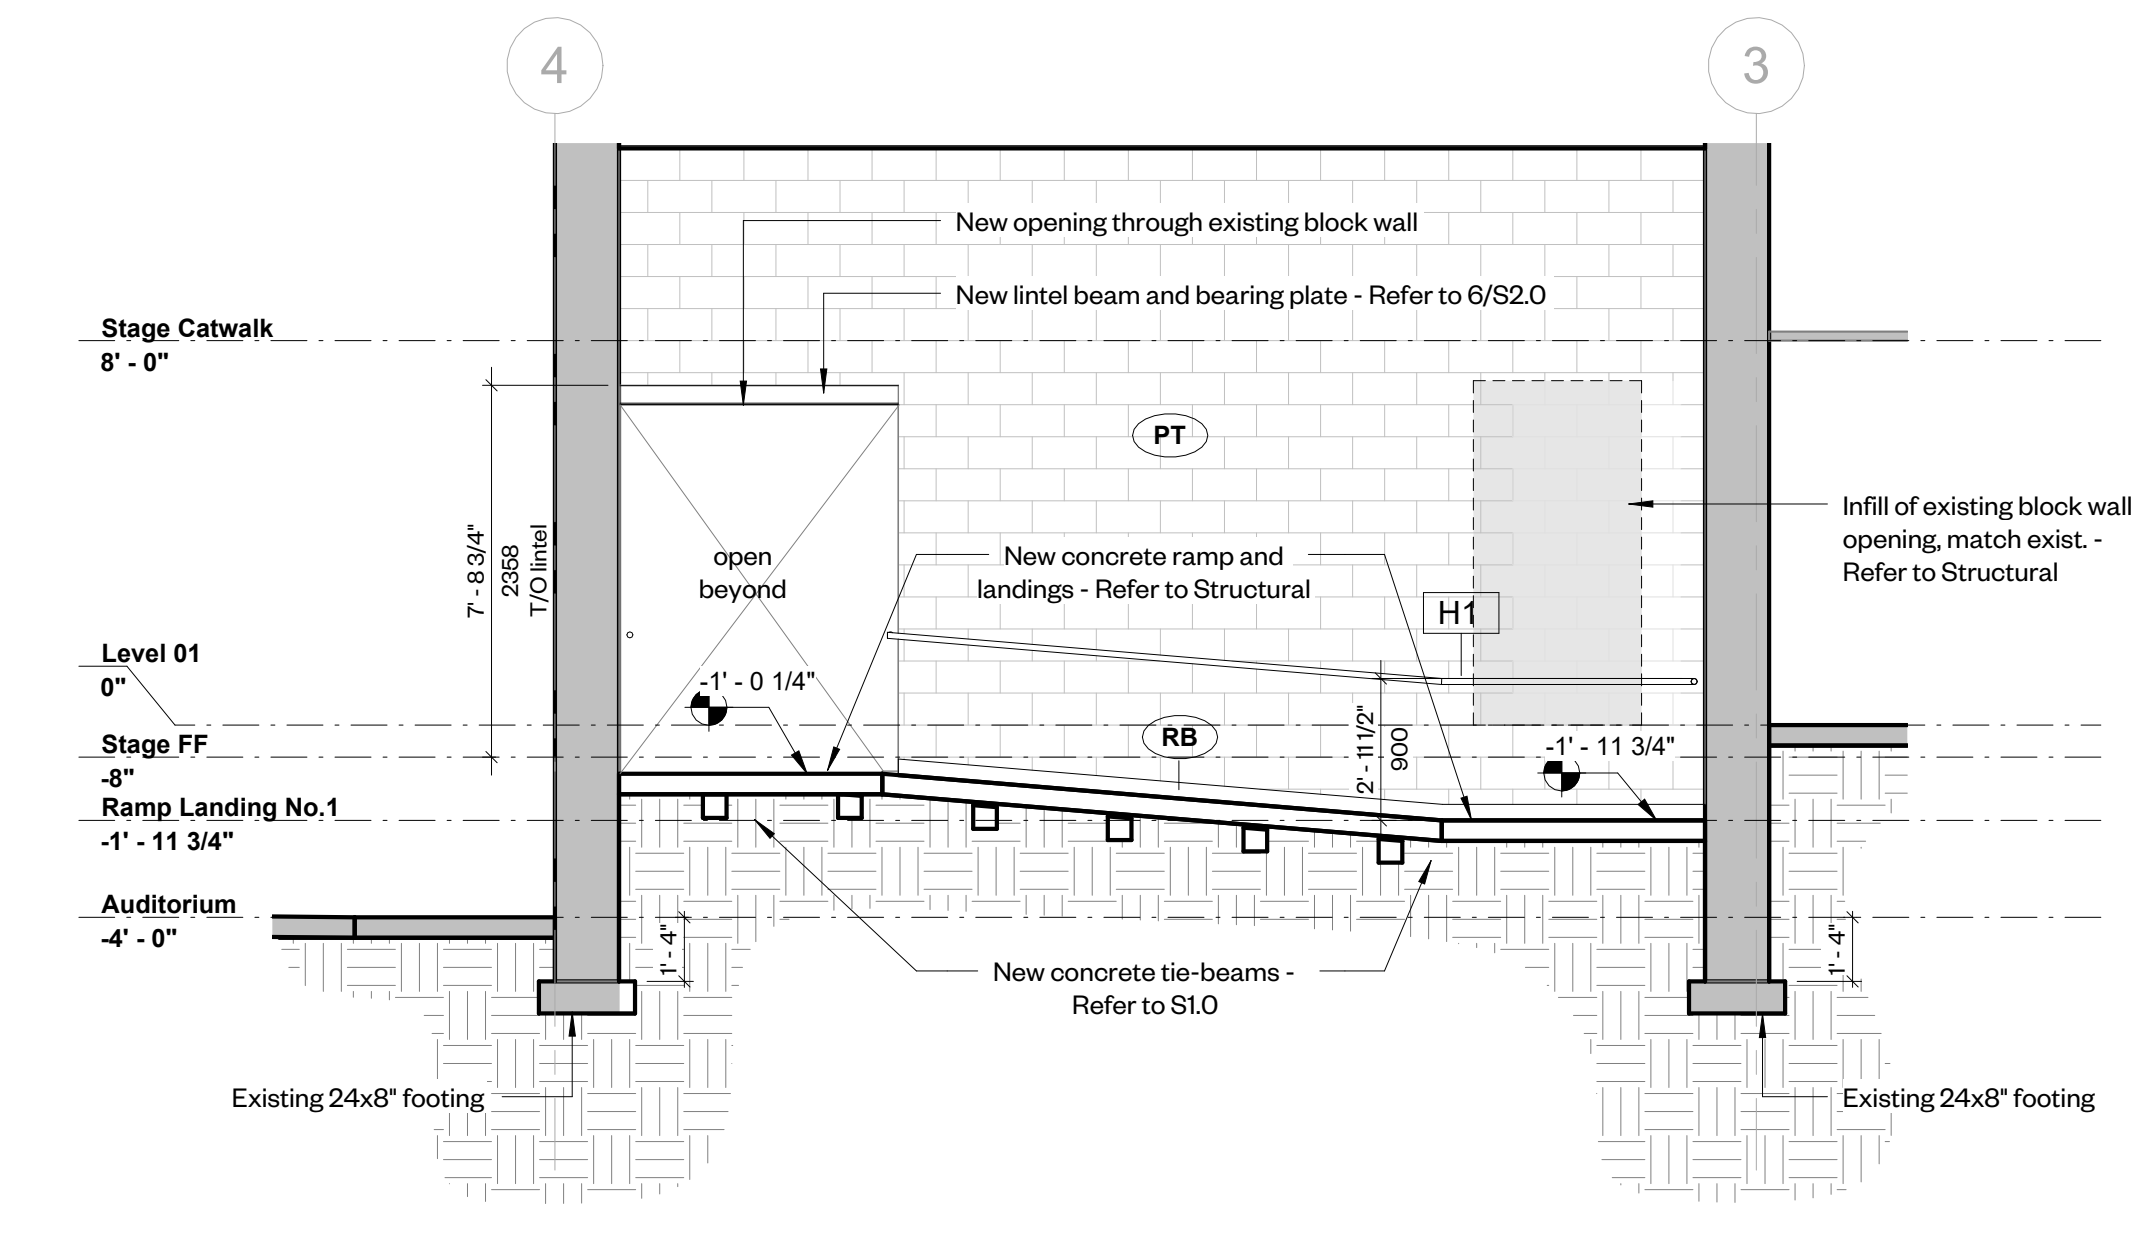 4
3
New opening through existing block wall
New lintel beam and bearing plate - Refer to 6/S2.0
Stage Catwalk
8' - 0"
PT
7' - 8 3/4"
2358
T/O lintel
open
beyond
New concrete ramp and
landings - Refer to Structural
Infill of existing block wall
opening, match exist. -
Refer to Structural
H1
Level 01
0"
-1' - 0 1/4"
RB
2' - 11 1/2"
900
-1' - 11 3/4"
Stage FF
-8"
Ramp Landing No.1
-1' - 11 3/4"
Auditorium
-4' - 0"
1' - 4"
1' - 4"
New concrete tie-beams -
Refer to S1.0
Existing 24x8" footing
Existing 24x8" footing